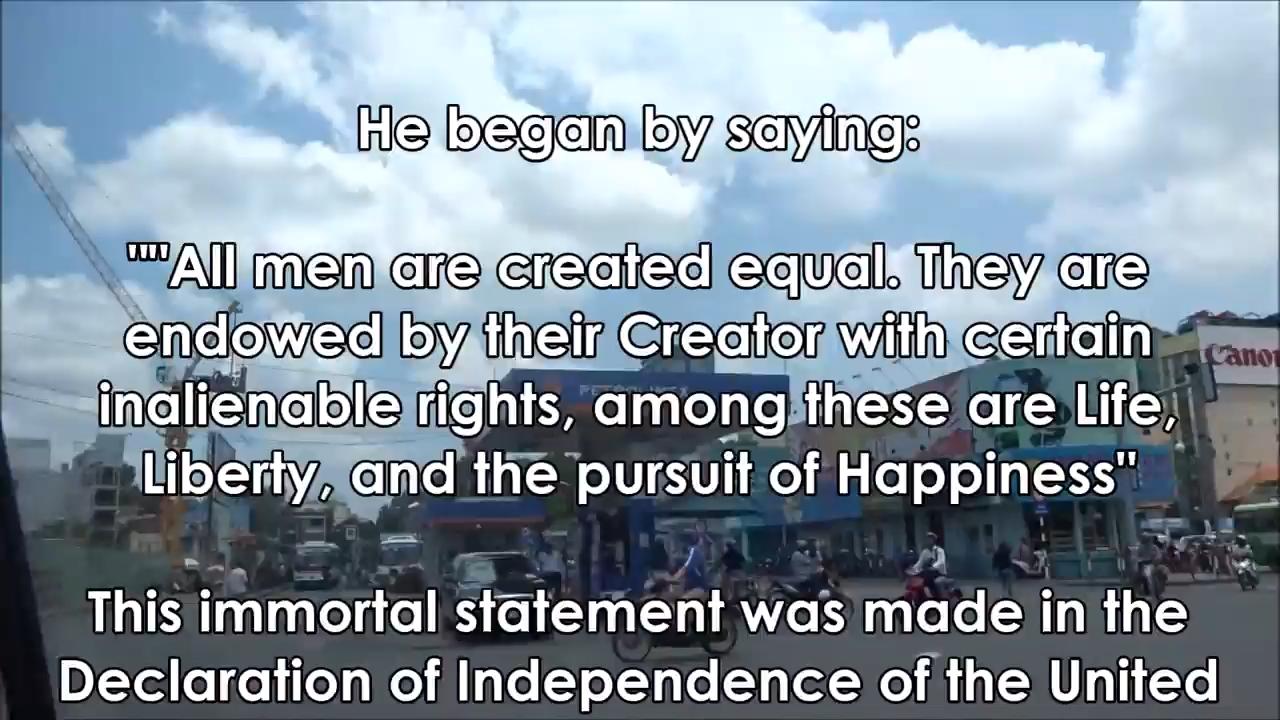 He began by saying:
""'All men are created equal. They are
endowed by their Creator with certain
inalienable rights, among these are Life,
Liberty, and the pursuit of Happiness"
This immortal statement was made in the
Declaration of Independence of the United
PETROLIMEX
Canon